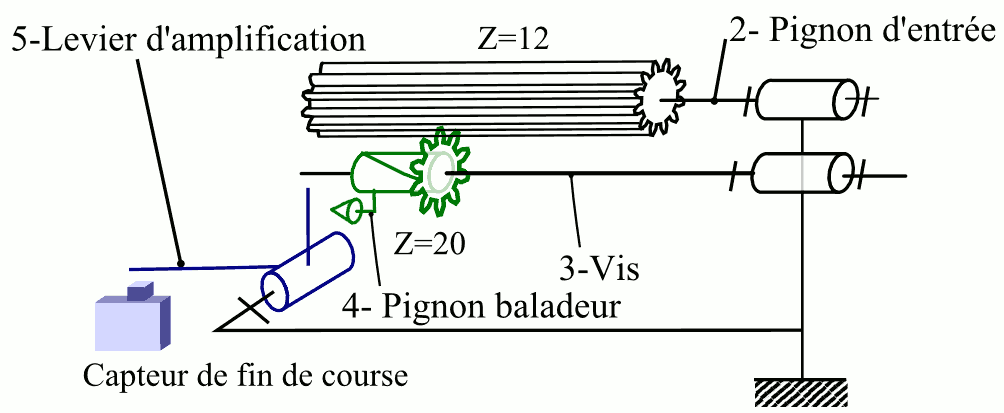 5-Levier d'amplification
Z=12
2- Pignon d'entrée
Z=20
3-Vis
4- Pignon baladeur
Capteur de fin de course